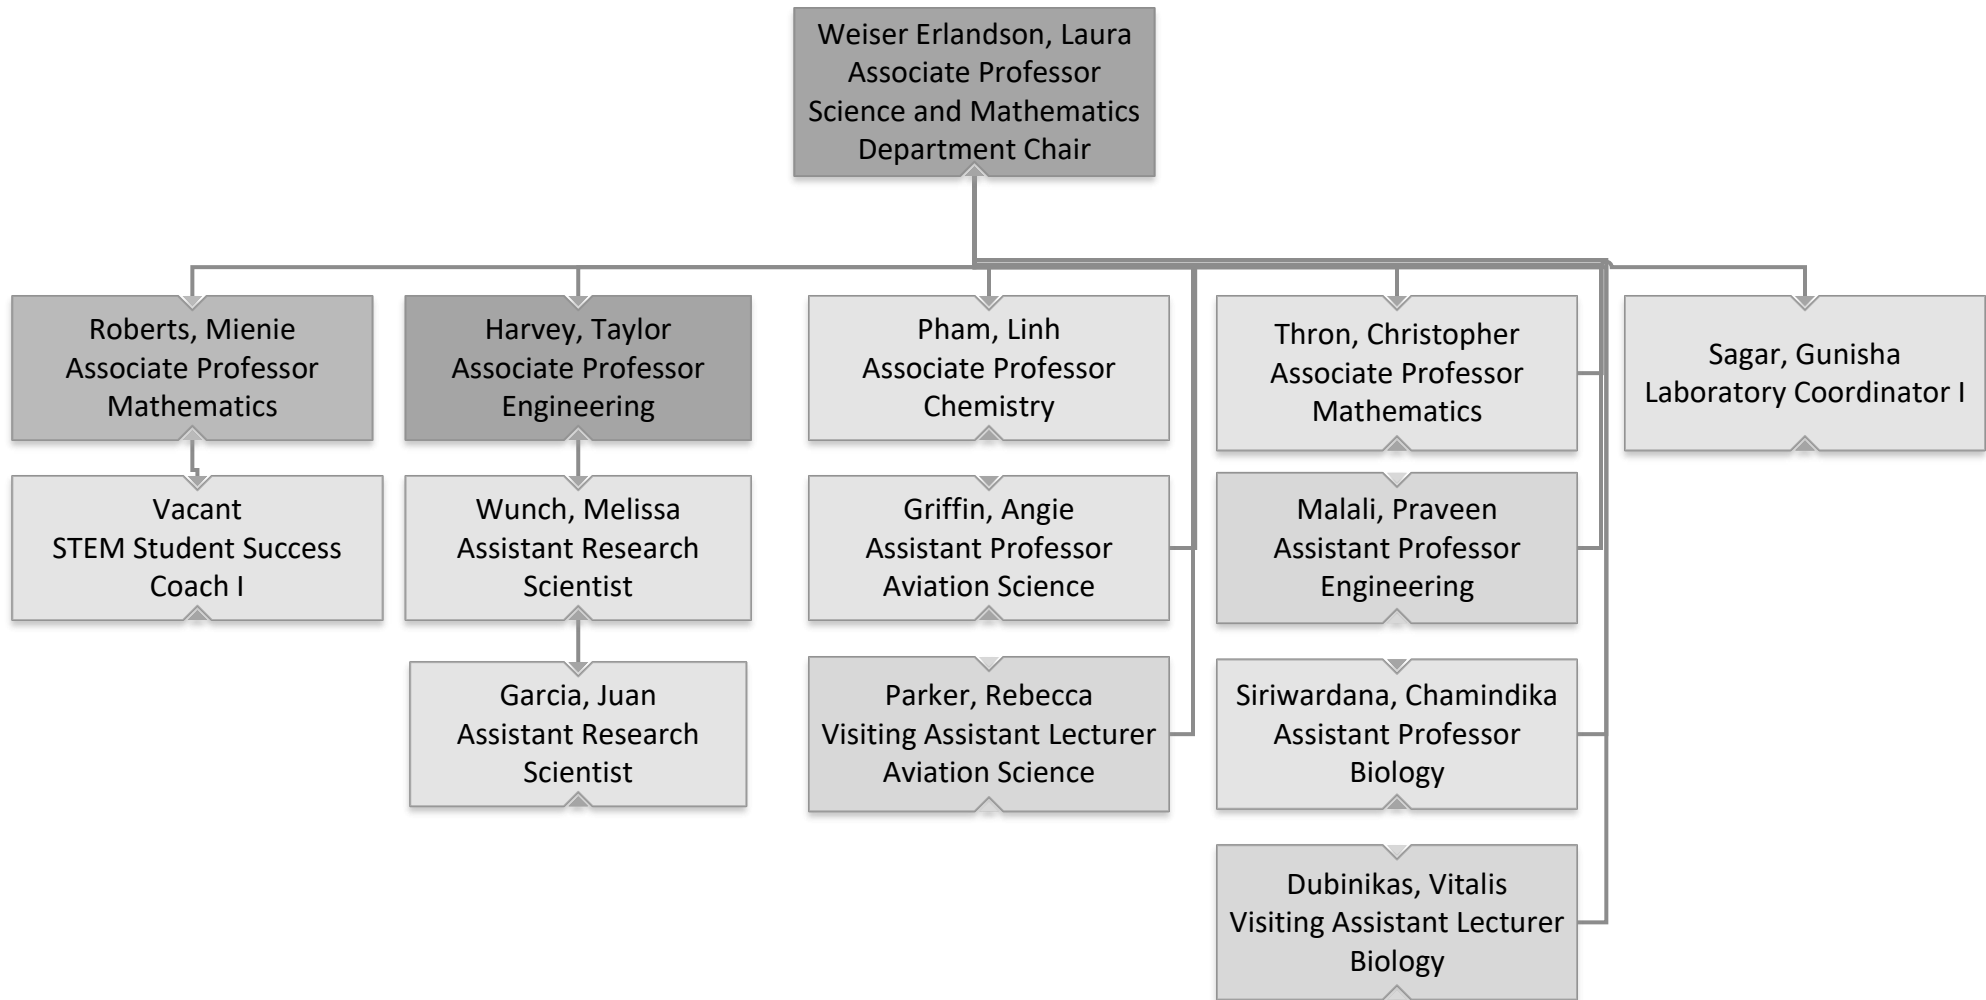 Weiser Erlandson, Laura
Associate Professor
Science and Mathematics
Department Chair
Roberts, Mienie
Associate Professor
Mathematics
Harvey, Taylor
Associate Professor
Engineering
Pham, Linh
Associate Professor
Chemistry
Thron, Christopher
Associate Professor
Mathematics
Sagar, Gunisha
Laboratory Coordinator I
Vacant
STEM Student Success
Coach I
Wunch, Melissa
Assistant Research
Scientist
Griffin, Angie
Assistant Professor
Aviation Science
Malali, Praveen
Assistant Professor
Engineering
Garcia, Juan
Assistant Research
Scientist
Parker, Rebecca
Visiting Assistant Lecturer
Aviation Science
Siriwardana, Chamindika
Assistant Professor
Biology
Dubinikas, Vitalis
Visiting Assistant Lecturer
Biology